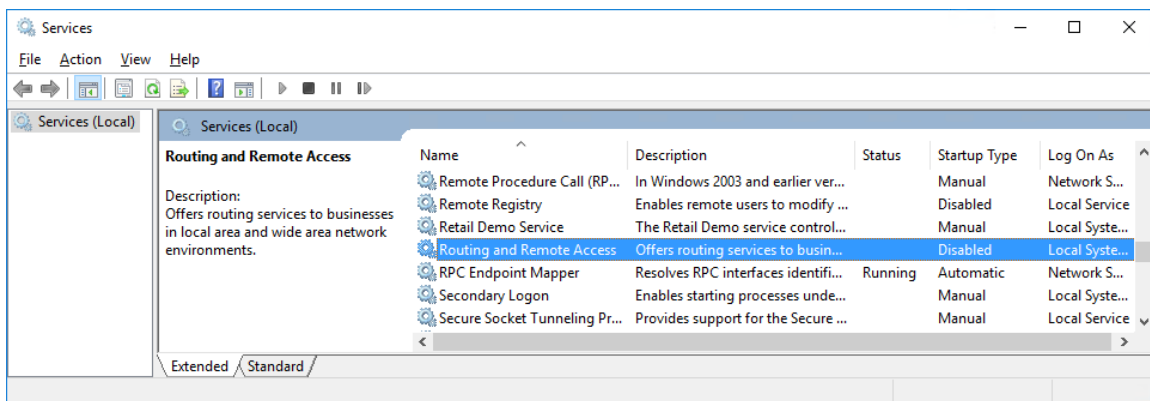 Services
File Action View Help
Services (Local)
Services (Local)
Routing and Remote Access
Description:
Offers routing services to businesses
in local area and wide area network
environments.
Name Description Status Startup Type Log On As
Remote Procedure Call (RP... In Windows 2003 and earlier ver... Manual Network S...
Remote Registry Enables remote users to modify ... Disabled Local Service
Retail Demo Service The Retail Demo service control... Manual Local Syste...
Routing and Remote Access Offers routing services to busin... Disabled Local Syste...
RPC Endpoint Mapper Resolves RPC interfaces identifi... Running Automatic Network S...
Secondary Logon Enables starting processes unde... Manual Local Syste...
Secure Socket Tunneling Pr... Provides support for the Secure ... Manual Local Service
Extended Standard